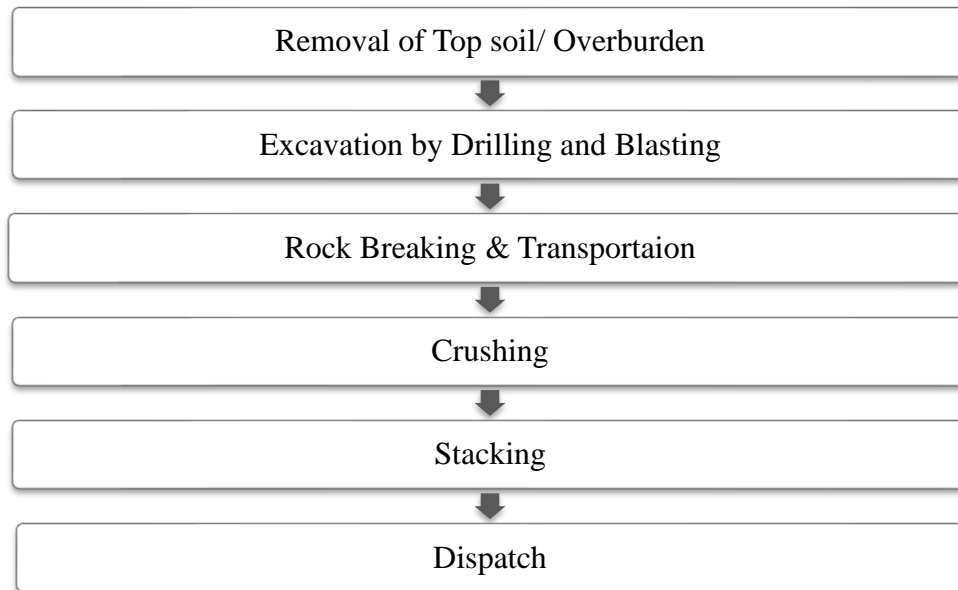 Removal of Top soil/ Overburden
Excavation by Drilling and Blasting
Rock Breaking & Transportaion
Crushing
Stacking
Dispatch